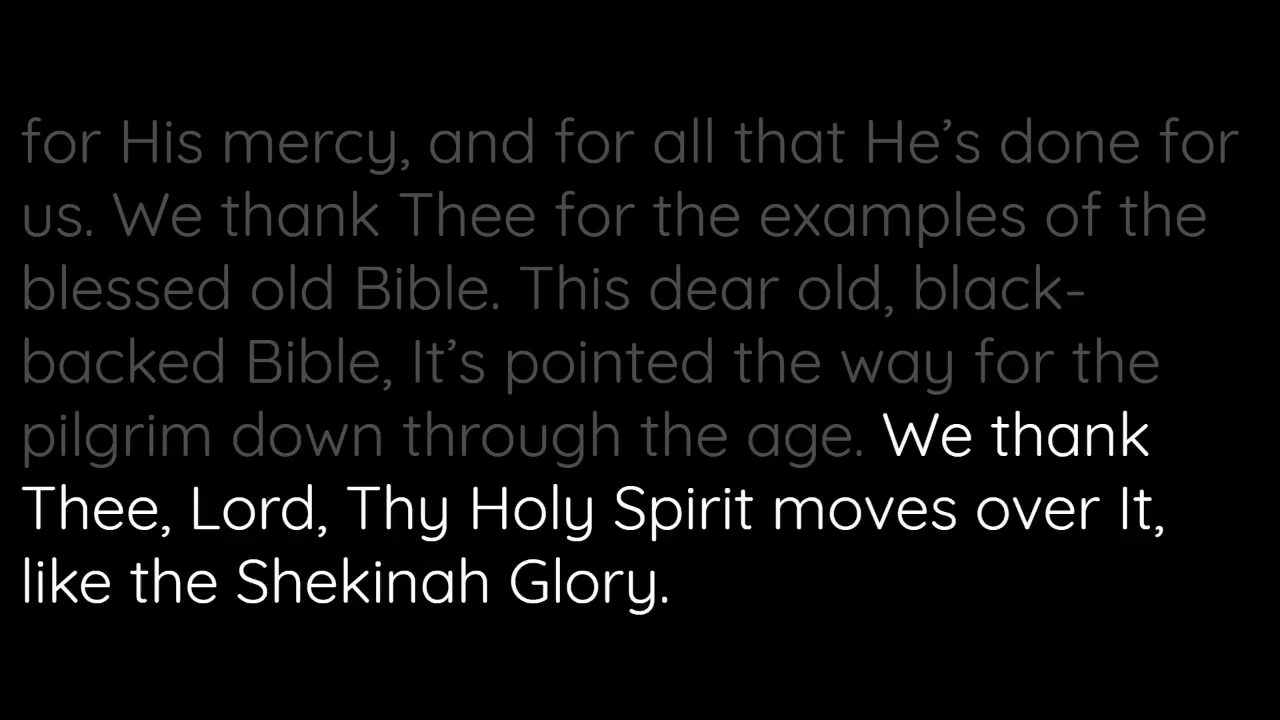 for His mercy, and for all that He’s done for
us. We thank Thee for the examples of the
blessed old Bible. This dear old, black-
backed Bible, It’s pointed the way for the
pilgrim down through the age. We thank
Thee, Lord, Thy Holy Spirit moves over It,
like the Shekinah Glory.